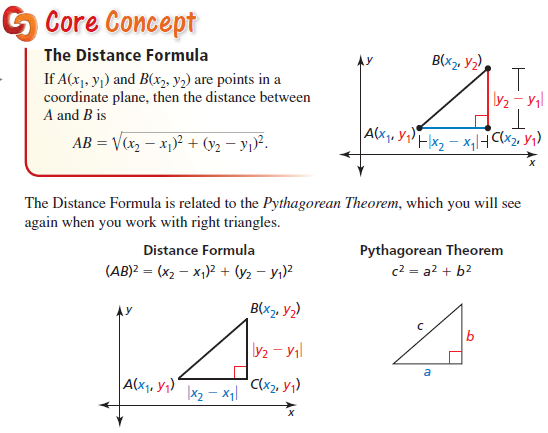 Core Concept
The Distance Formula
If A(x₁, y₁) and B(x₂, y₂) are points in a
coordinate plane, then the distance between
A and B is
AB = √(x₂ − x₁)² + (y₂ − y₁)².
y
B(x₂, y₂)
|y₂ − y₁|
A(x₁, y₁)
|x₂ − x₁|
C(x₂, y₁)
x
The Distance Formula is related to the Pythagorean Theorem, which you will see
again when you work with right triangles.
Distance Formula
(AB)² = (x₂ − x₁)² + (y₂ − y₁)²
y
B(x₂, y₂)
|y₂ − y₁|
A(x₁, y₁)
|x₂ − x₁|
C(x₂, y₁)
x
Pythagorean Theorem
c² = a² + b²
c
b
a